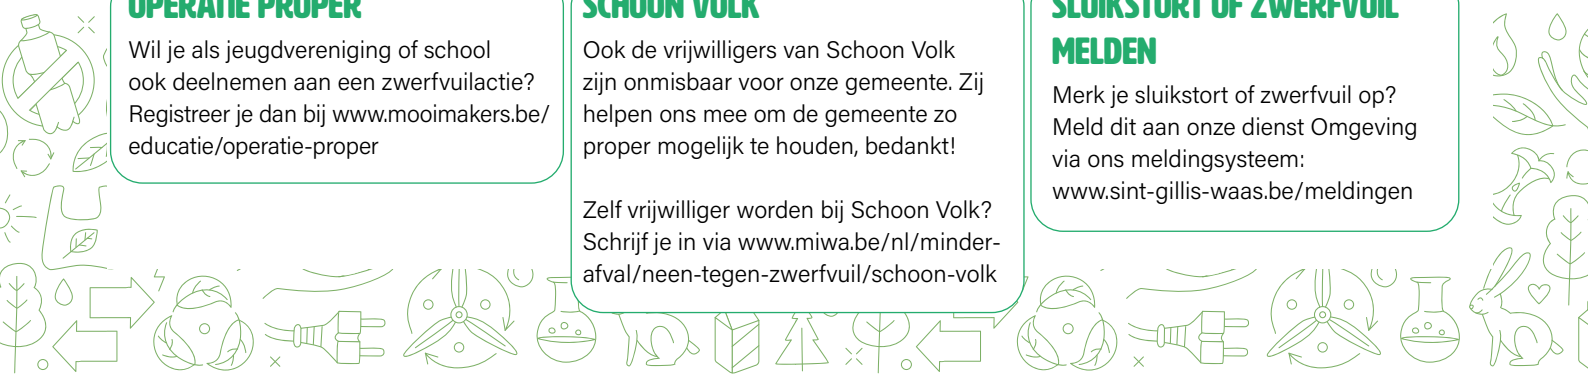 OPERATIE PROPER
Wil je als jeugdvereniging of school
ook deelnemen aan een zwerfvuilactie?
Registreer je dan bij www.mooimakers.be/
educatie/operatie-proper
SCHOON VOLK
Ook de vrijwilligers van Schoon Volk
zijn onmisbaar voor onze gemeente. Zij
helpen ons mee om de gemeente zo
proper mogelijk te houden, bedankt!
Zelf vrijwilliger worden bij Schoon Volk?
Schrijf je in via www.miwa.be/nl/minder-
afval/neen-tegen-zwerfvuil/schoon-volk
SLUIKSTORT OF ZWERFVUIL
MELDEN
Merk je sluikstort of zwerfvuil op?
Meld dit aan onze dienst Omgeving
via ons meldingsysteem:
www.sint-gillis-waas.be/meldingen